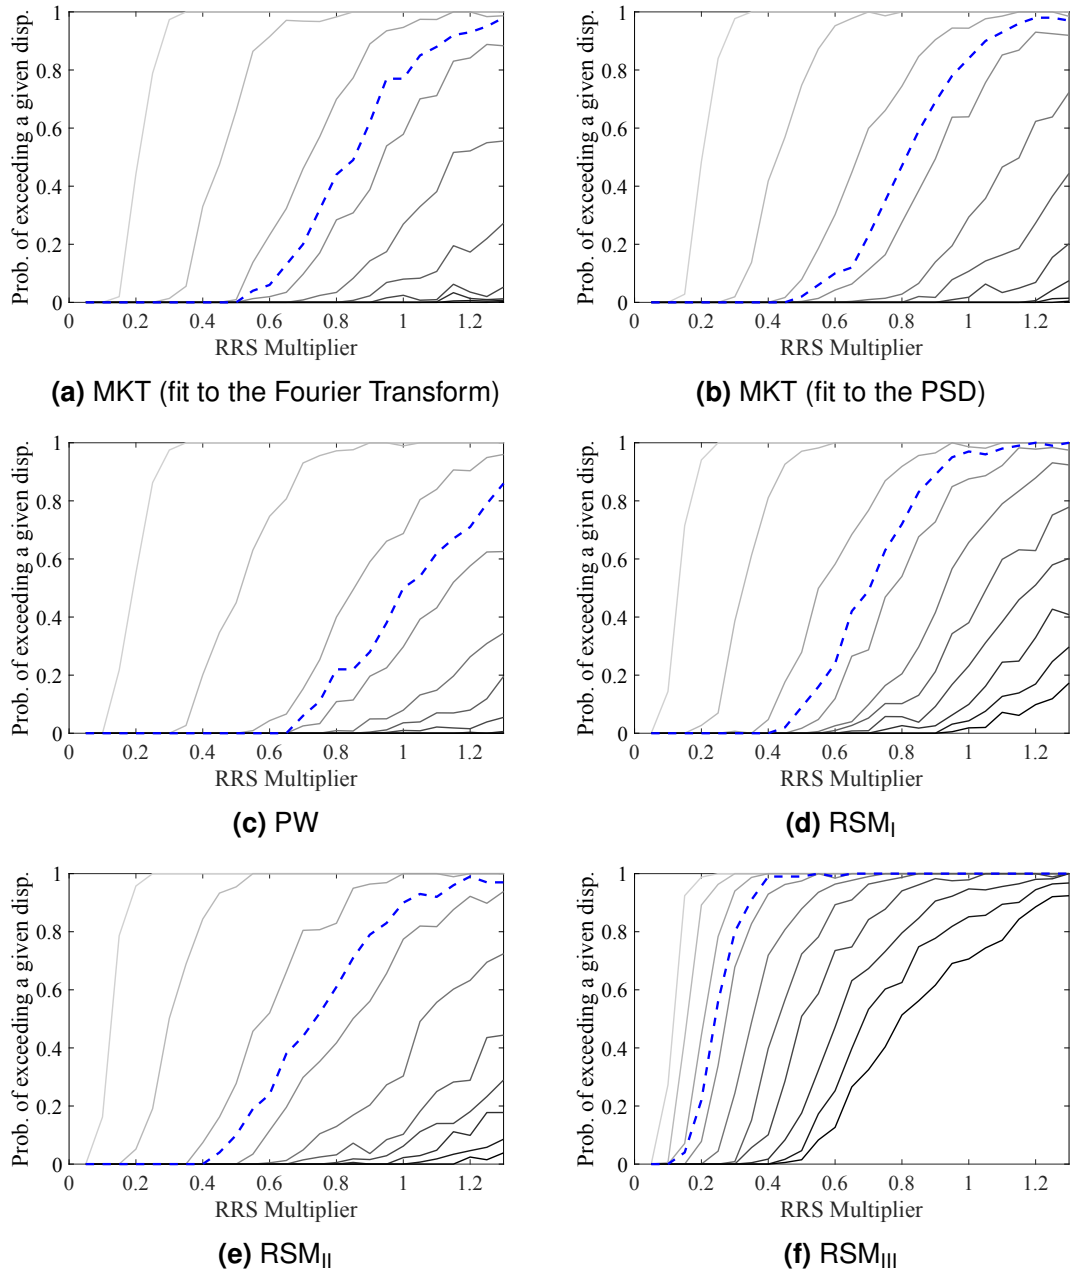 Prob. of exceeding a given disp.
1
0.8
0.6
0.4
0.2
0
0 0.2 0.4 0.6 0.8 1 1.2
RRS Multiplier
(a) MKT (fit to the Fourier Transform)
Prob. of exceeding a given disp.
1
0.8
0.6
0.4
0.2
0
0 0.2 0.4 0.6 0.8 1 1.2
RRS Multiplier
(b) MKT (fit to the PSD)
Prob. of exceeding a given disp.
1
0.8
0.6
0.4
0.2
0
0 0.2 0.4 0.6 0.8 1 1.2
RRS Multiplier
(c) PW
Prob. of exceeding a given disp.
1
0.8
0.6
0.4
0.2
0
0 0.2 0.4 0.6 0.8 1 1.2
RRS Multiplier
(d) RSM_I
Prob. of exceeding a given disp.
1
0.8
0.6
0.4
0.2
0
0 0.2 0.4 0.6 0.8 1 1.2
RRS Multiplier
(e) RSM_II
Prob. of exceeding a given disp.
1
0.8
0.6
0.4
0.2
0
0 0.2 0.4 0.6 0.8 1 1.2
RRS Multiplier
(f) RSM_III